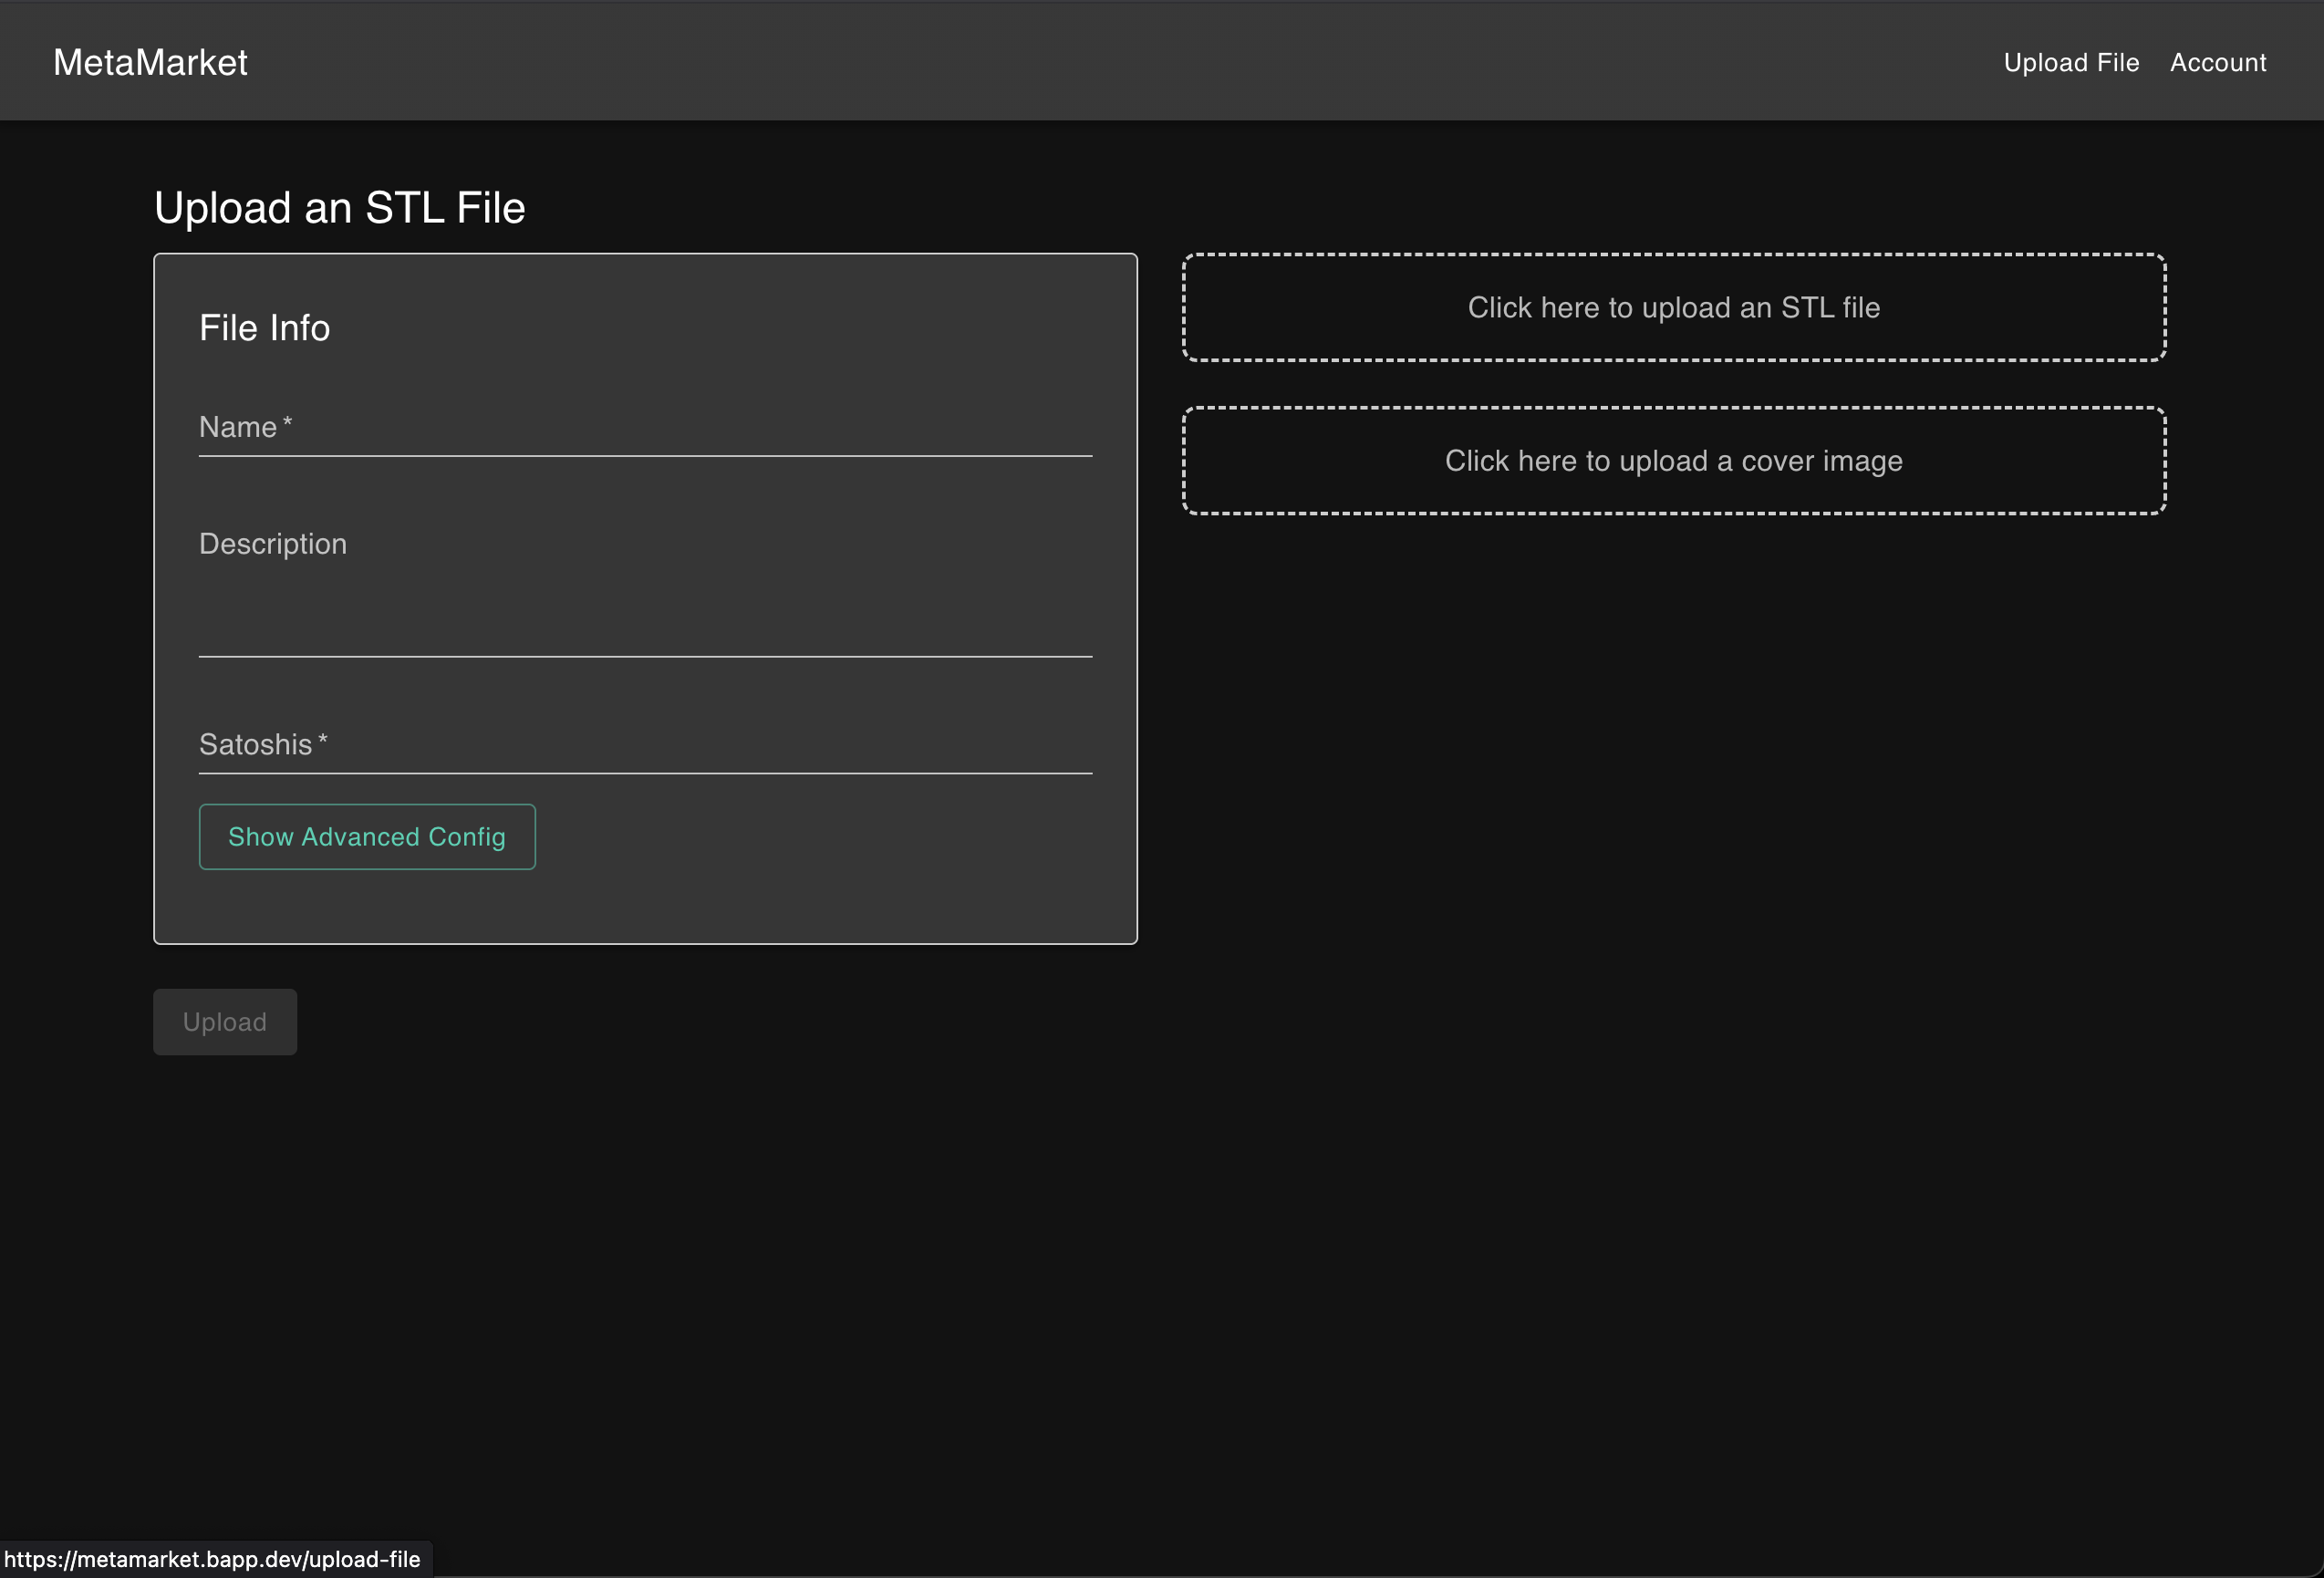 MetaMarket
Upload File
Account
Upload an STL File
File Info
Name *
Description
Satoshis *
Show Advanced Config
Click here to upload an STL file
Click here to upload a cover image
Upload
https://metamarket.bapp.dev/upload-file